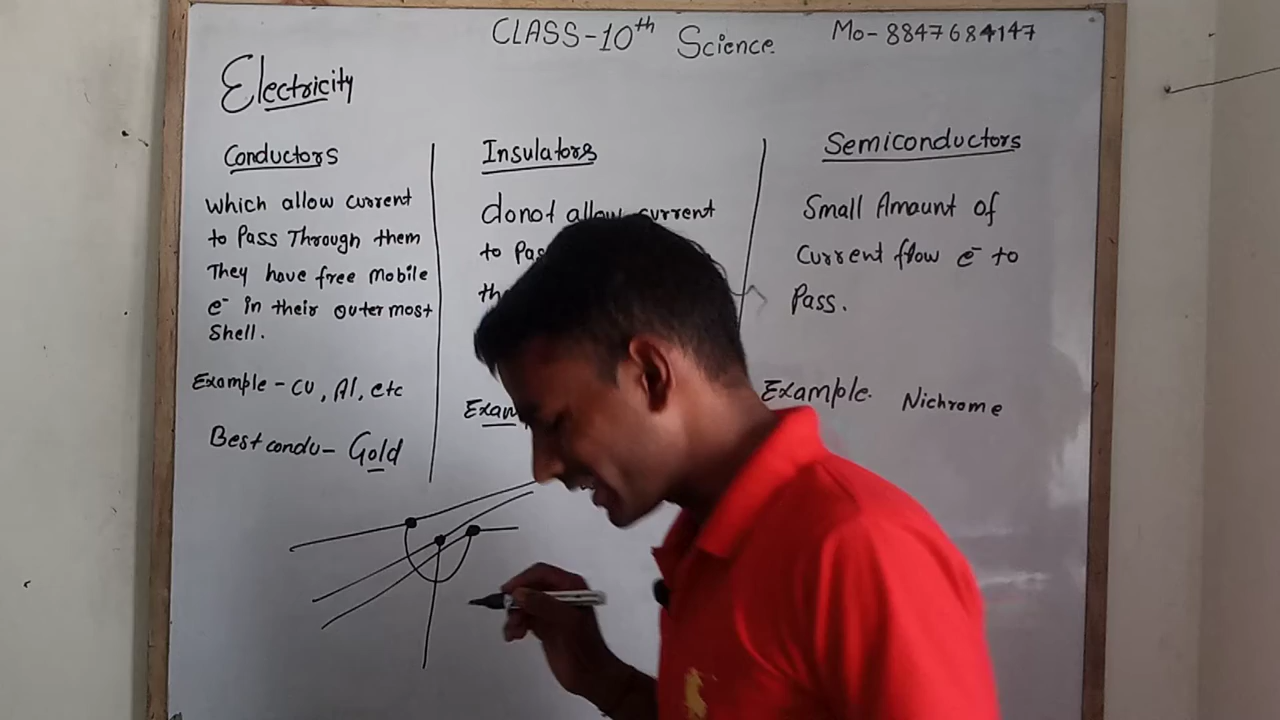 CLASS-10th Science
Mo- 8847684147
Electricity
Conductors
which allow current
to Pass Through them
They have free mobile
e- in their outermost
Shell.
Example - Cu, Al, etc
Best condu- Gold
Insulators
donot allow current
to
Semiconductors
Small Amount of
Current flow e- to
Pass.
Example. Nichrome